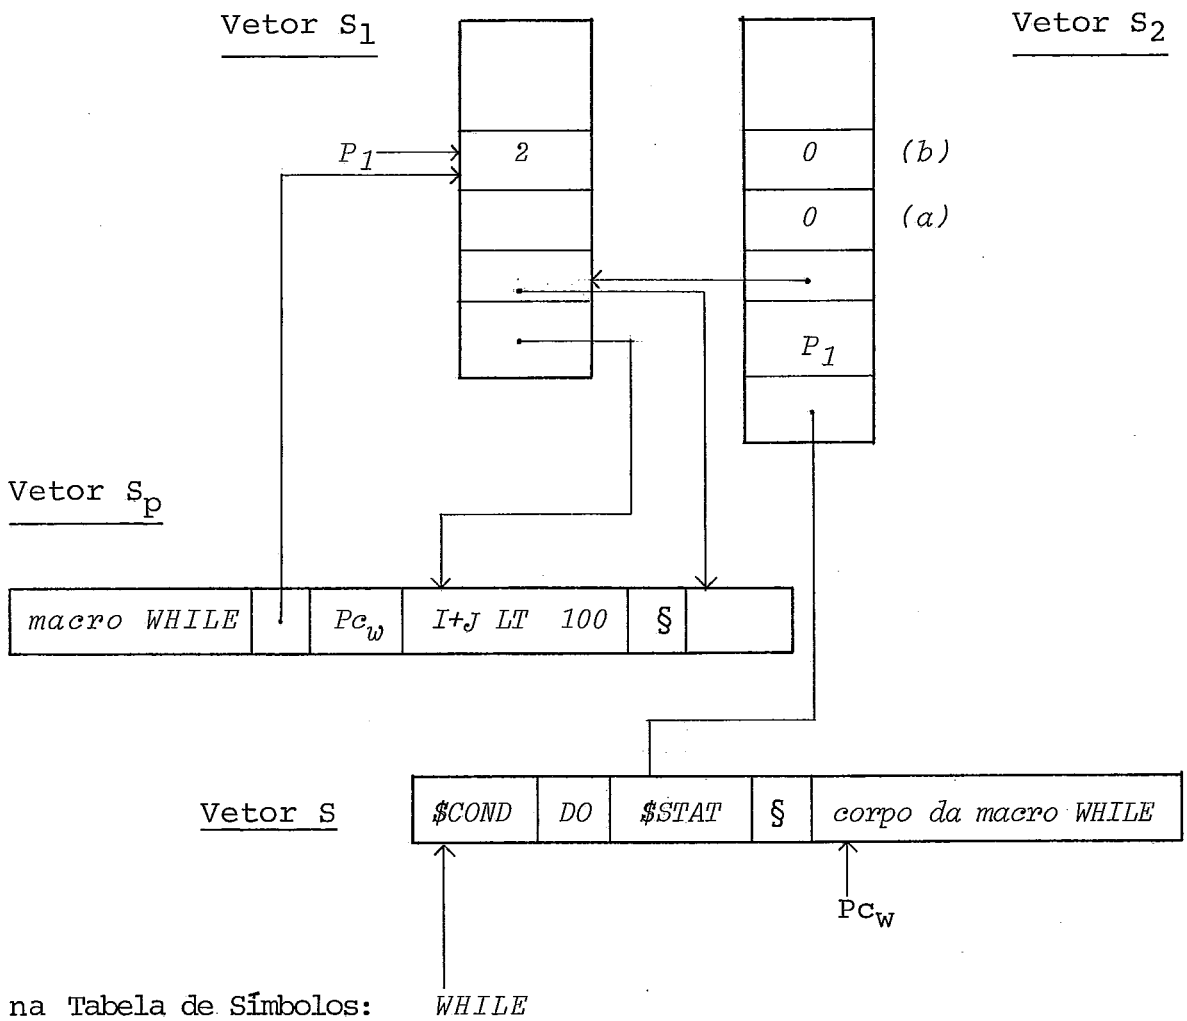 Vetor S1
Vetor S2
P1
2
0
(b)
0
(a)
P1
Vetor Sp
macro WHILE
Pcw
I+J LT 100
§
Vetor S
$COND
DO
$STAT
§
corpo da macro WHILE
Pcw
na Tabela de Símbolos: WHILE